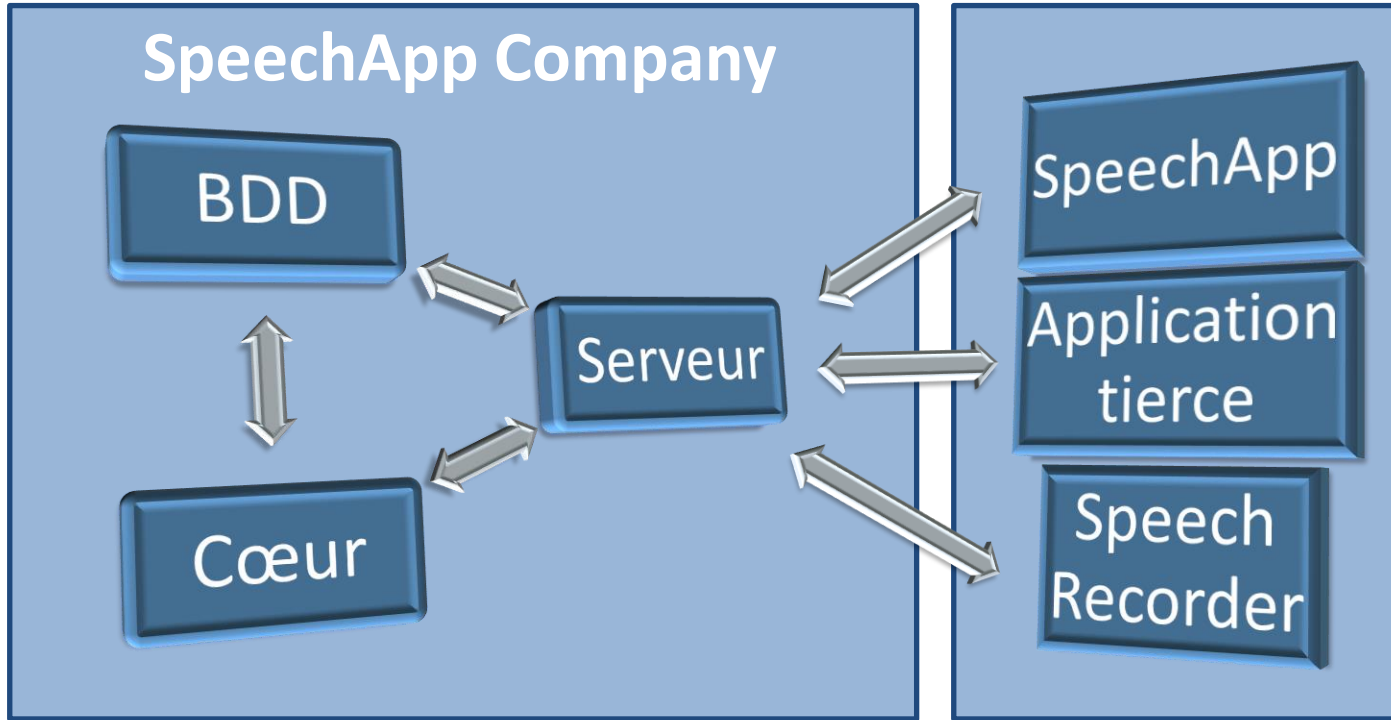 SpeechApp Company
BDD
Serveur
Cœur
SpeechApp
Application
tierce
Speech
Recorder